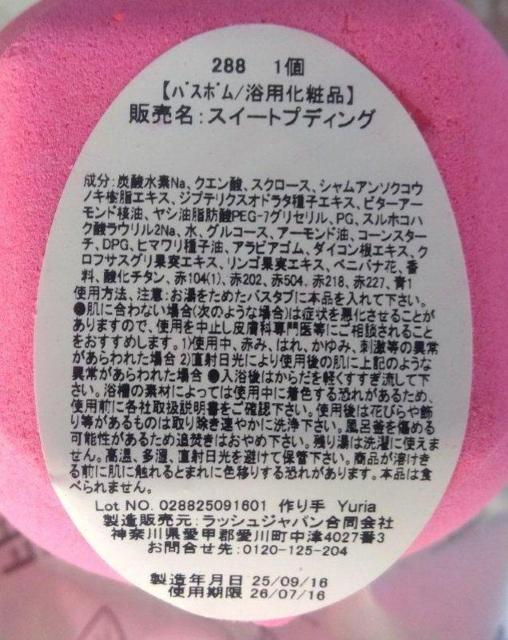 288 1個
【バスボム/浴用化粧品】
販売名:スイートプディング
成分:炭酸水素Na、クエン酸、スクロース、シャムアンソクコウ
ノキ樹脂エキス、ジプテリクスオドラタ種子エキス、ビターアー
モンド核油、ヤシ油脂肪酸PEG-7グリセリル、PG、スルホコハ
ク酸ラウリル2Na、水、グルコース、アーモンド油、コーンスター
チ、DPG、ヒマワリ種子油、アラビアゴム、ダイコン根エキス、ク
ロフサスグリ果実エキス、リンゴ果実エキス、ベニバナ花、香
料、酸化チタン、赤104(1)、赤202、赤504、赤218、赤227、青1
使用方法、注意:お湯をためたバスタブに本品を入れて下さい。
●肌に合わない場合(次のような場合)は症状を悪化させることが
ありますので、使用を中止し皮膚科専門医等にご相談されること
をおすすめします。1)使用中、赤み、はれ、かゆみ、刺激等の異常
があらわれた場合 2)直射日光により使用後の肌に上記のような
異常があらわれた場合 ●入浴後はからだを軽くすすぎ流して下
さい。浴槽の素材によっては使用中に着色する恐れがあるため、
使用前に各社取扱説明書をご確認下さい。使用後は花びらや飾
り等があるものは取り除き速やかに洗浄下さい。風呂釜を傷める
可能性があるため追焚きはおやめ下さい。残り湯は洗濯に使えま
せん。高温、多湿、直射日光を避けて保管下さい。商品が溶けき
る前に肌に触れるとまれに色移りする恐れがあります。本品は食
べられません。
Lot NO. 028825091601 作り手 Yuria
製造販売元:ラッシュジャパン合同会社
神奈川県愛甲郡愛川町中津4027番3
お問合せ先:0120-125-204
製造年月日 25/09/16
使用期限 26/07/16